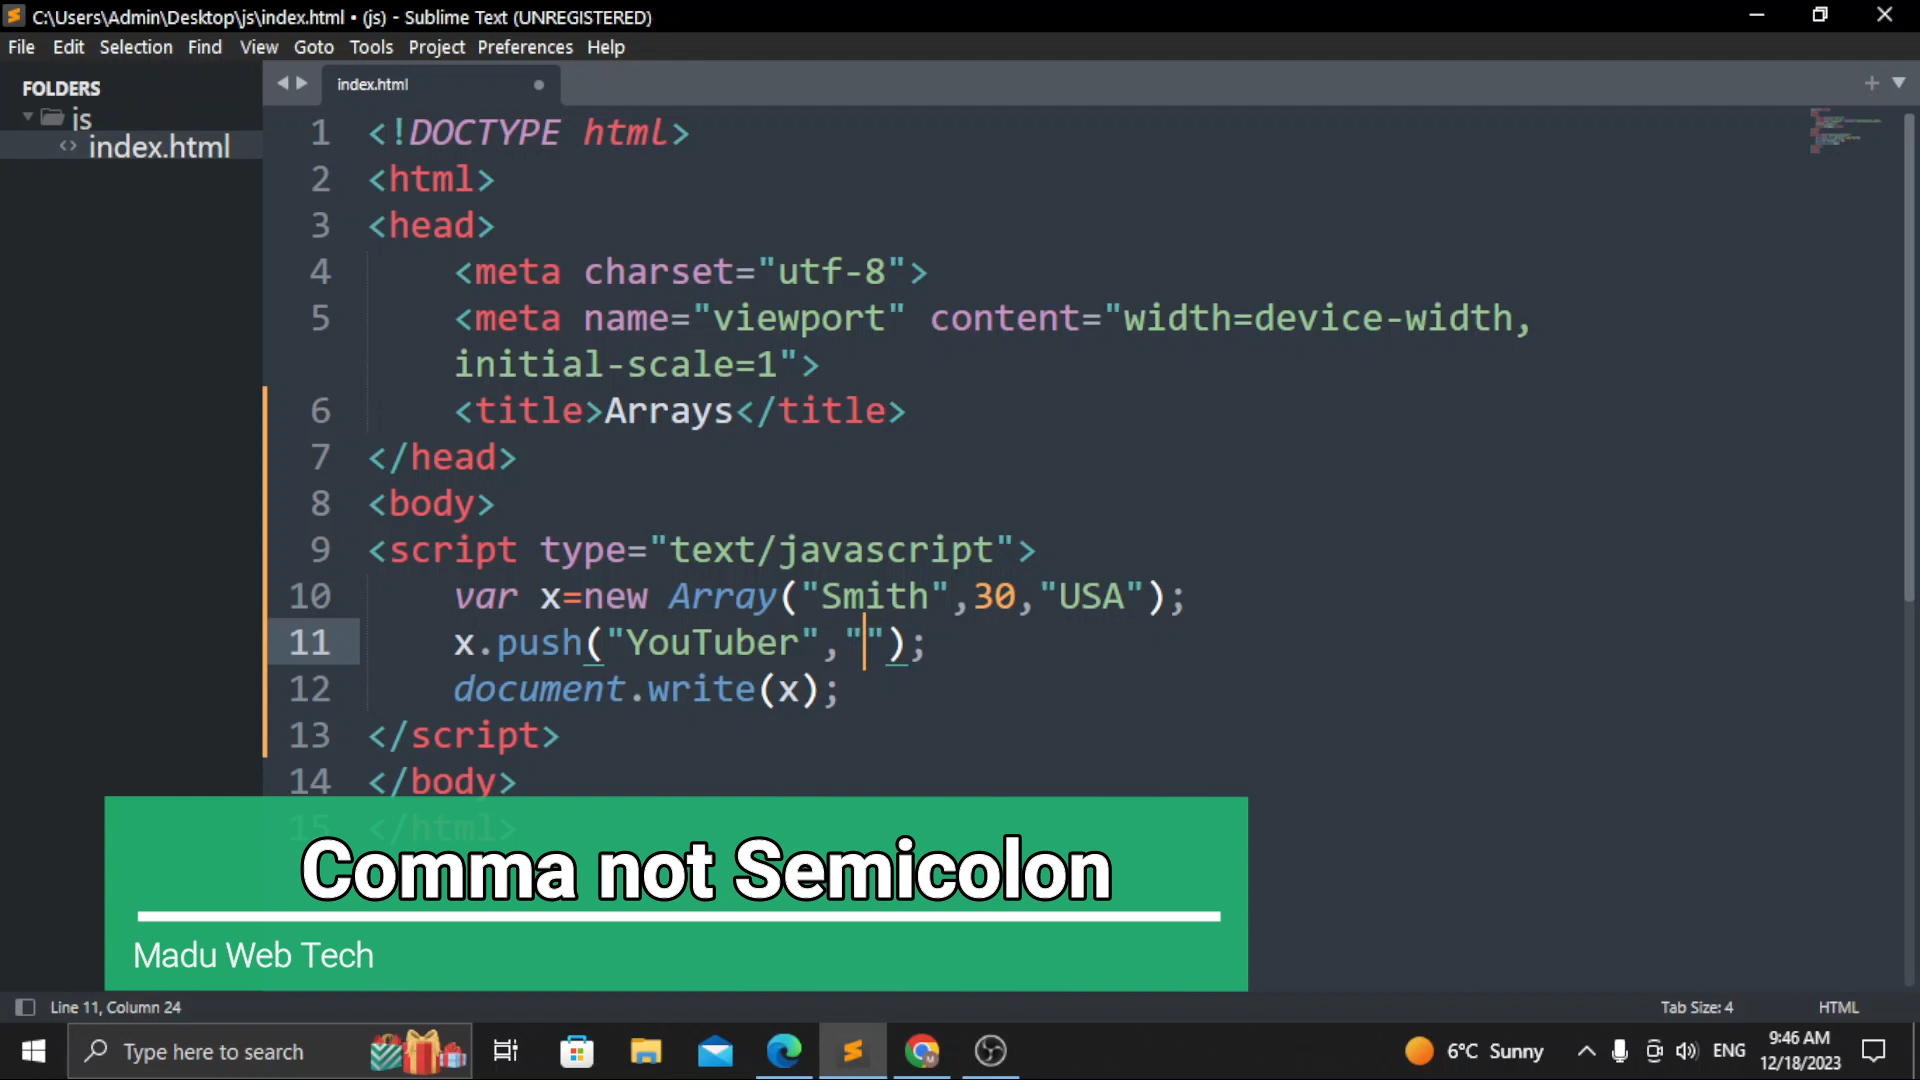 C:\Users\Admin\Desktop\js\index.html • (js) - Sublime Text (UNREGISTERED)
File Edit Selection Find View Goto Tools Project Preferences Help
FOLDERS
js
index.html
index.html
1 <!DOCTYPE html>
2 <html>
3 <head>
4 <meta charset="utf-8">
5 <meta name="viewport" content="width=device-width,
initial-scale=1">
6 <title>Arrays</title>
7 </head>
8 <body>
9 <script type="text/javascript">
10 var x=new Array("Smith",30,"USA");
11 x.push("YouTuber","");
12 document.write(x);
13 </script>
14 </body>
15 </html>
Comma not Semicolon
Madu Web Tech
Line 11, Column 24
Tab Size: 4
HTML
Type here to search
6°C Sunny
ENG
9:46 AM
12/18/2023